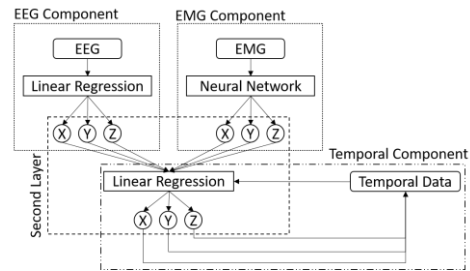 EEG Component
EMG Component
EEG
EMG
Linear Regression
Neural Network
X Y Z
X Y Z
Second Layer
Temporal Component
Linear Regression
Temporal Data
X Y Z